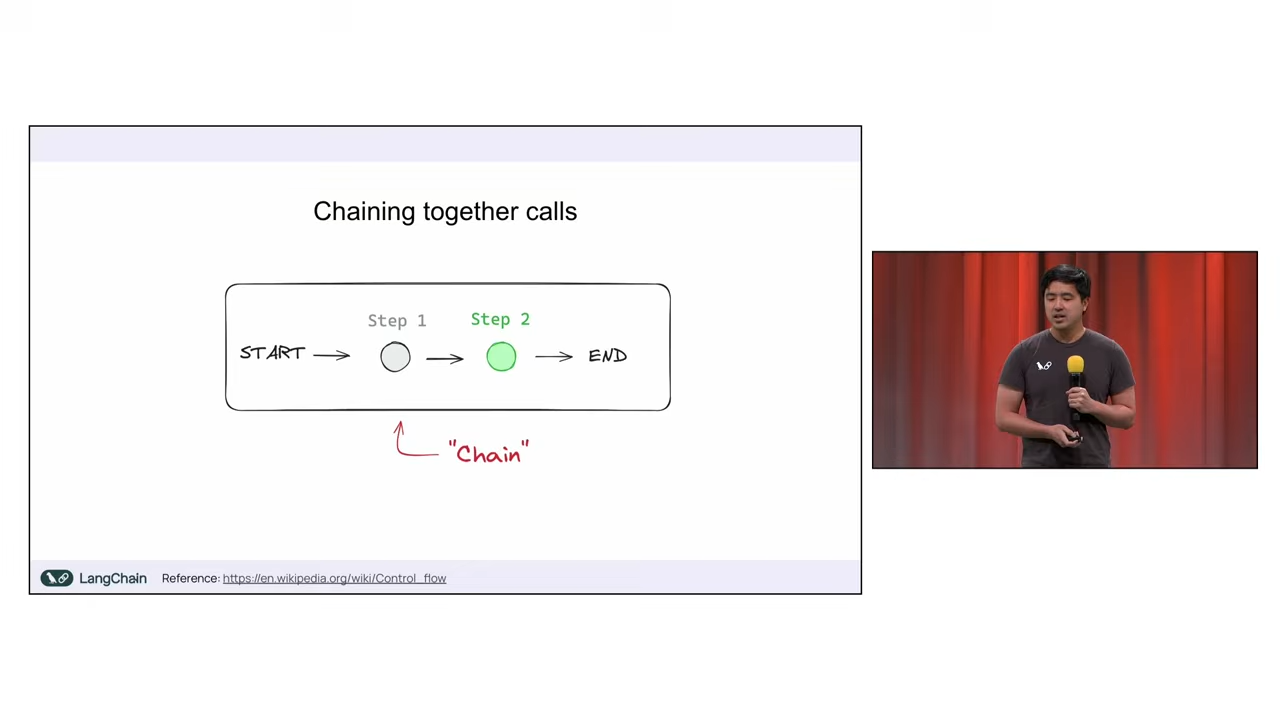 Chaining together calls
Step 1
Step 2
START
END
"Chain"
LangChain
Reference: https://en.wikipedia.org/wiki/Control_flow